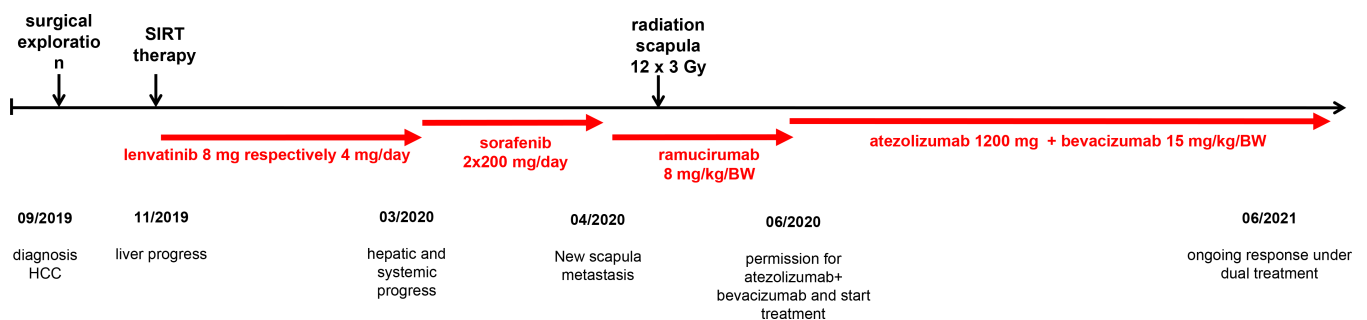 surgical
exploratio
n
SIRT
therapy
radiation
scapula
12 x 3 Gy
lenvatinib 8 mg respectively 4 mg/day
sorafenib
2x200 mg/day
ramucirumab
8 mg/kg/BW
atezolizumab 1200 mg + bevacizumab 15 mg/kg/BW
09/2019
diagnosis
HCC
11/2019
liver progress
03/2020
hepatic and
systemic
progress
04/2020
New scapula
metastasis
06/2020
permission for
atezolizumab+
bevacizumab and start
treatment
06/2021
ongoing response under
dual treatment